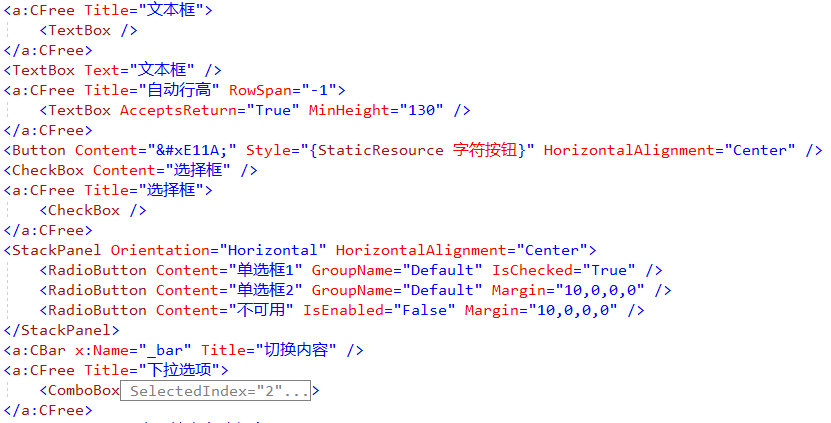 <a:CFree Title="文本框">
<TextBox />
</a:CFree>
<TextBox Text="文本框" />
<a:CFree Title="自动行高" RowSpan="-1">
<TextBox AcceptsReturn="True" MinHeight="130" />
</a:CFree>
<Button Content="&#xE11A;" Style="{StaticResource 字符按钮}" HorizontalAlignment="Center" />
<CheckBox Content="选择框" />
<a:CFree Title="选择框">
<CheckBox />
</a:CFree>
<StackPanel Orientation="Horizontal" HorizontalAlignment="Center">
<RadioButton Content="单选框1" GroupName="Default" IsChecked="True" />
<RadioButton Content="单选框2" GroupName="Default" Margin="10,0,0,0" />
<RadioButton Content="不可用" IsEnabled="False" Margin="10,0,0,0" />
</StackPanel>
<a:CBar x:Name="_bar" Title="切换内容" />
<a:CFree Title="下拉选项">
<ComboBox SelectedIndex="2"...>
</a:CFree>